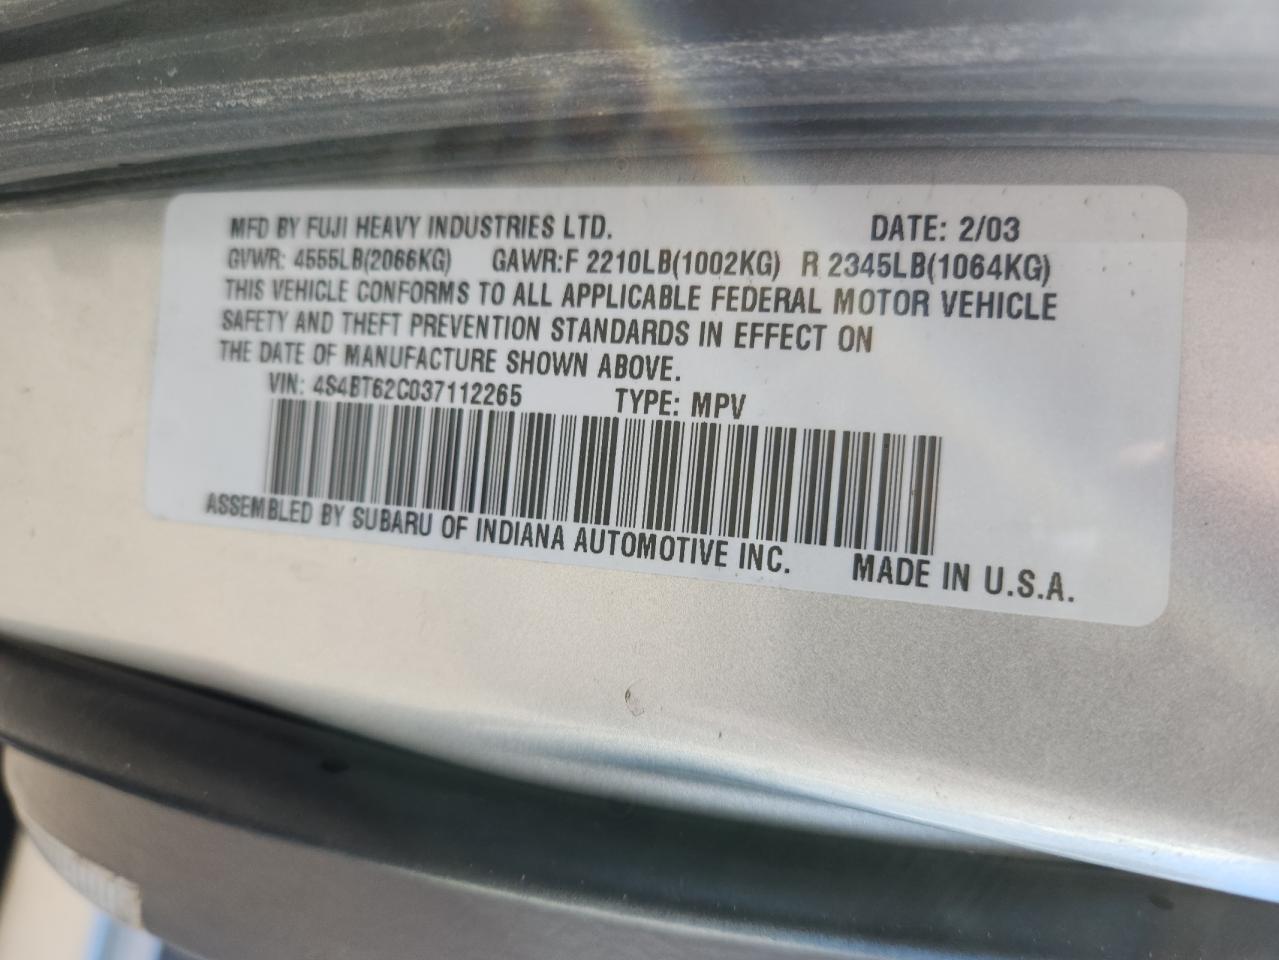 MFD BY FUJI HEAVY INDUSTRIES LTD. DATE: 2/03
GVWR: 4555LB(2066KG) GAWR:F 2210LB(1002KG) R 2345LB(1064KG)
THIS VEHICLE CONFORMS TO ALL APPLICABLE FEDERAL MOTOR VEHICLE
SAFETY AND THEFT PREVENTION STANDARDS IN EFFECT ON
THE DATE OF MANUFACTURE SHOWN ABOVE.
VIN: 4S4BT62C037112265 TYPE: MPV
ASSEMBLED BY SUBARU OF INDIANA AUTOMOTIVE INC. MADE IN U.S.A.